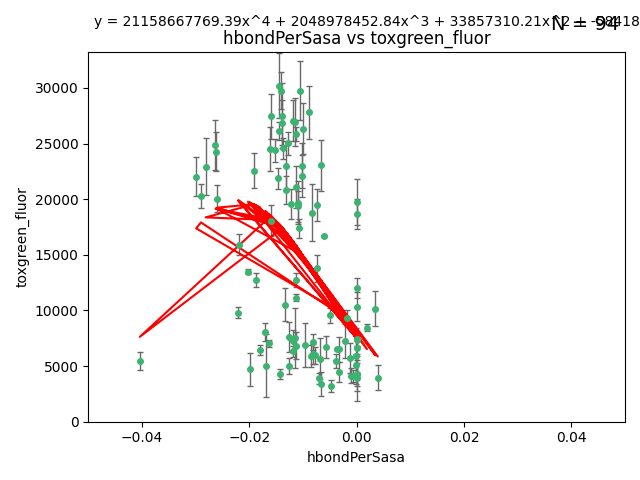 y = 21158667769.39x^4 + 2048978452.84x^3 + 33857310.21x^2 +
N = 94
hbondPerSasa vs toxgreen_fluor
30000
25000
20000
15000
10000
5000
0
toxgreen_fluor
−0.04 −0.02 0.00 0.02 0.04
hbondPerSasa